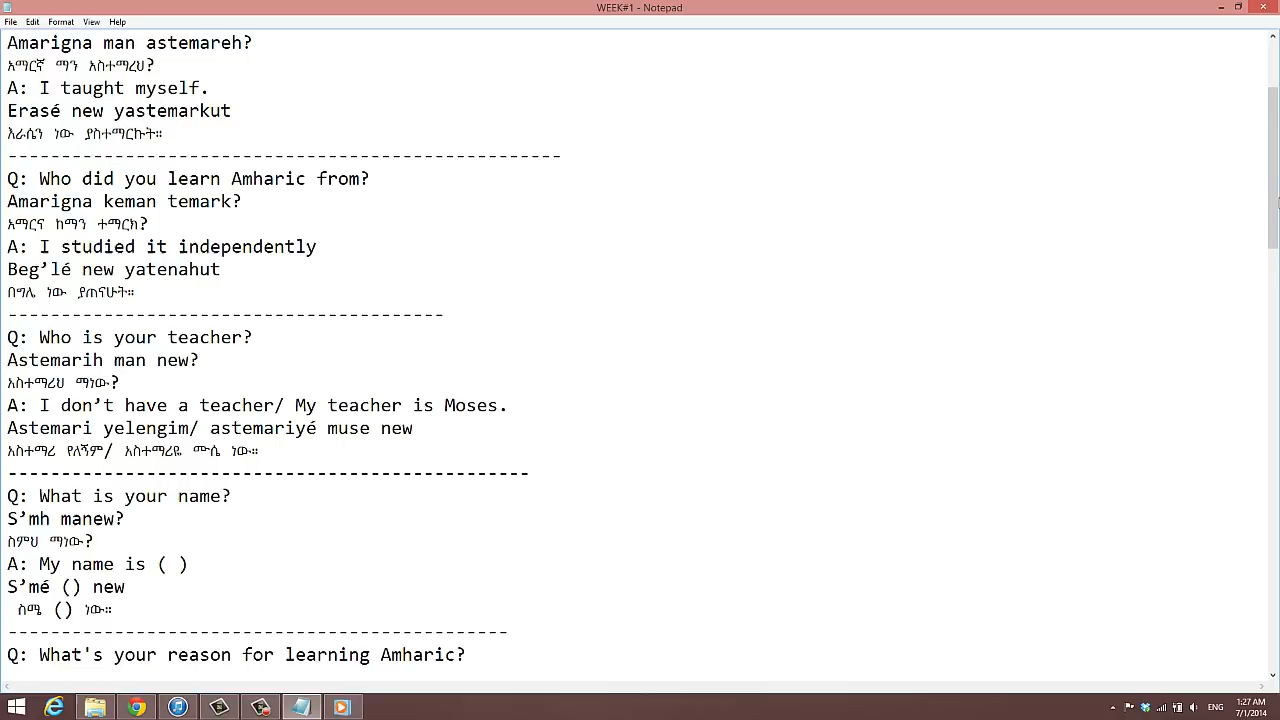 WEEK#1 - Notepad
File Edit Format View Help
Amarigna man astemareh?
አማርኛ ማን አስተማረህ?
A: I taught myself.
Erasé new yastemarkut
እራሴን ነው ያስተማርኩት።
----------------------------------------------------
Q: Who did you learn Amharic from?
Amarigna keman temark?
አማርና ከማን ተማርክ?
A: I studied it independently
Beg’lé new yatenahut
በግሌ ነው ያጠናሁት።
-----------------------------------------
Q: Who is your teacher?
Astemarih man new?
አስተማሪህ ማነው?
A: I don’t have a teacher/ My teacher is Moses.
Astemari yelengim/ astemariyé muse new
አስተማሪ የለኝም/ አስተማሪዬ ሙሴ ነው።
-------------------------------------------------
Q: What is your name?
S’mh manew?
ስምህ ማነው?
A: My name is ( )
S’mé () new
ስሜ () ነው።
-----------------------------------------------
Q: What's your reason for learning Amharic?
ENG
1:27 AM
7/1/2014